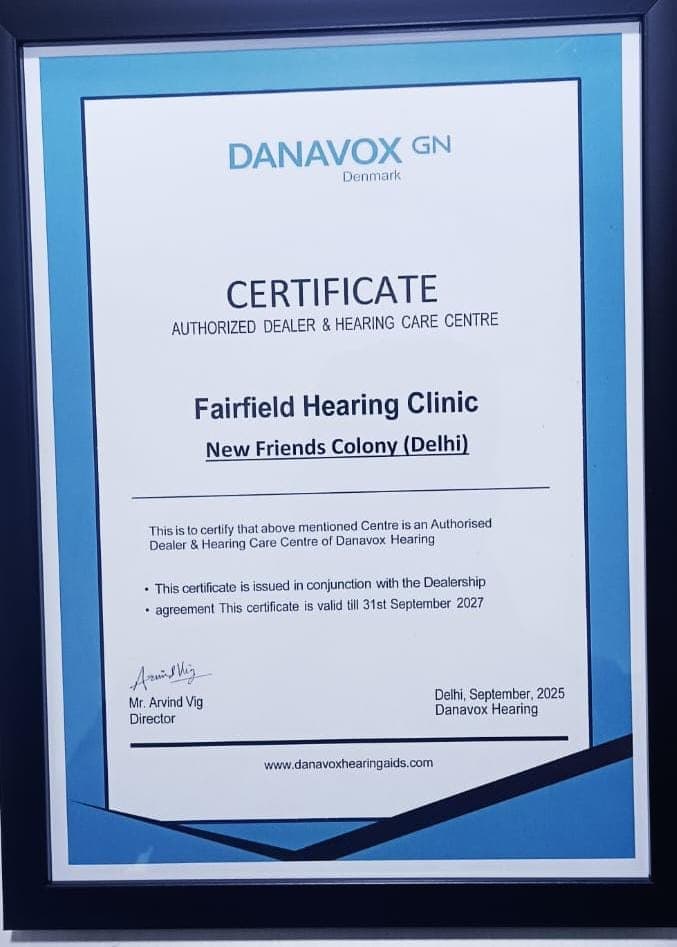 DANAVOX GN
Denmark
CERTIFICATE
AUTHORIZED DEALER & HEARING CARE CENTRE
Fairfield Hearing Clinic
New Friends Colony (Delhi)
This is to certify that above mentioned Centre is an Authorised
Dealer & Hearing Care Centre of Danavox Hearing
• This certificate is issued in conjunction with the Dealership
• agreement This certificate is valid till 31st September 2027
Arvind Vig
Mr. Arvind Vig
Director
Delhi, September, 2025
Danavox Hearing
www.danavoxhearingaids.com